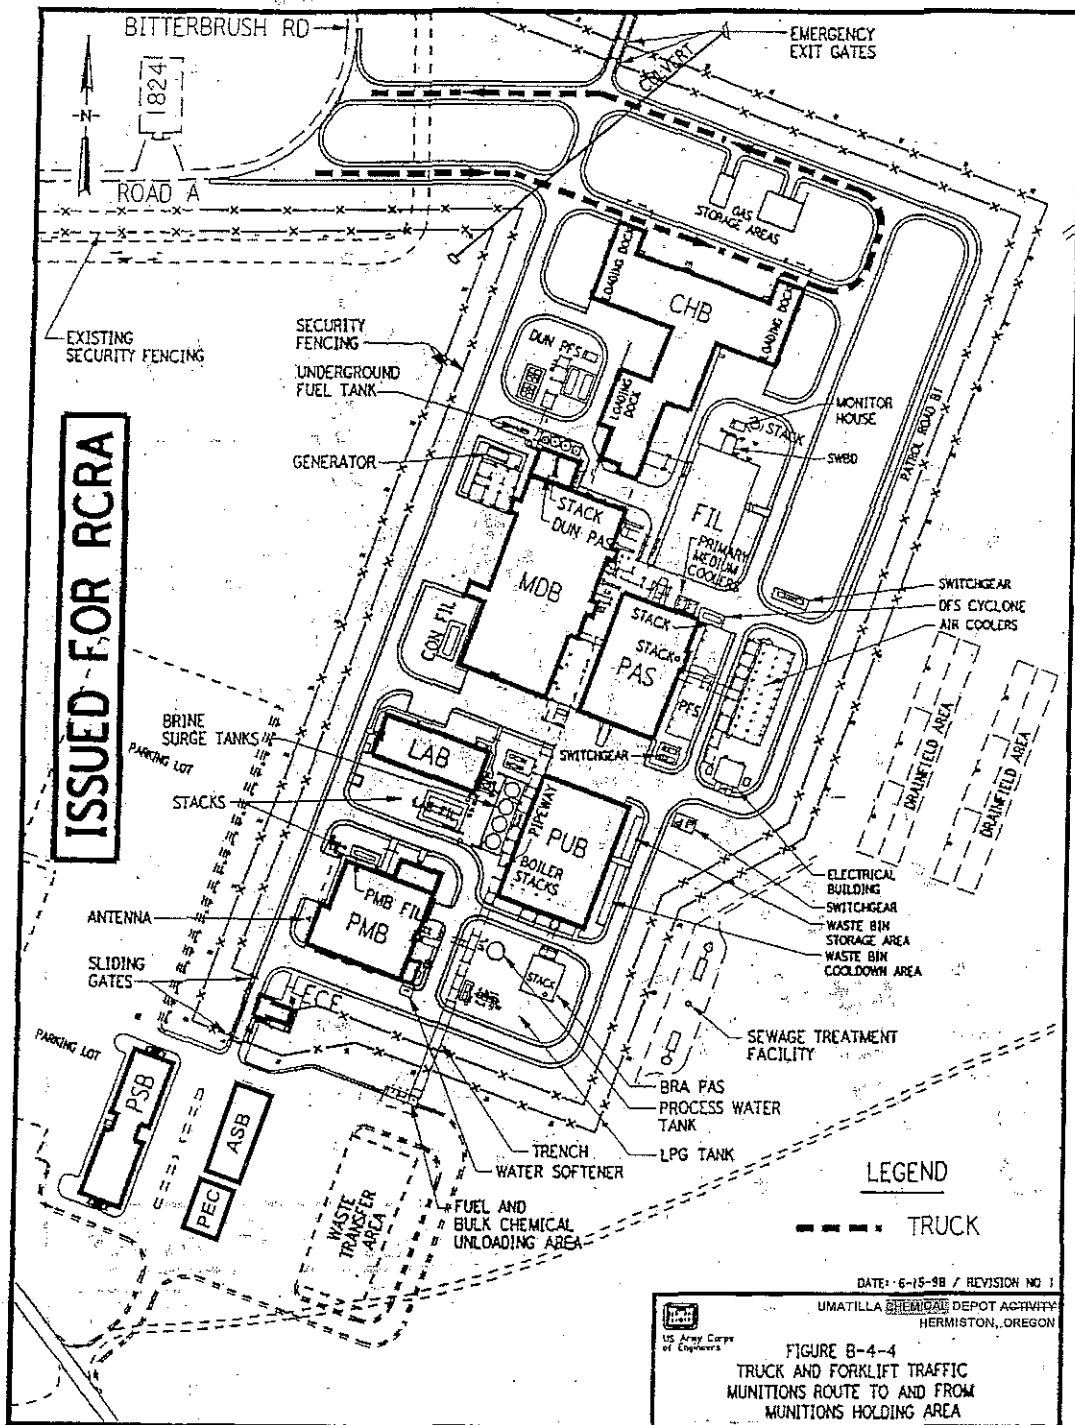 BITTERBRUSH RD
EMERGENCY
EXIT GATES
CULVERT
1824
-N-
ROAD A
GAS
STORAGE AREAS
LOADING DOCK
CHB
LOADING DOCK
EXISTING
SECURITY FENCING
SECURITY
FENCING
DUN PFS
UNDERGROUND
FUEL TANK
LOADING
DOCK
MONITOR
HOUSE
STACK
PATROL ROAD B1
GENERATOR
SWBD
ISSUED FOR RCRA
STACK
DUN PAS
FIL
PRIMARY
MEDIUM
COOLERS
MDB
SWITCHGEAR
DFS CYCLONE
AIR COOLERS
STACK
STACK
CON FIL
PAS
PFS
BRINE
SURGE TANKS
PARKING LOT
LAB
SWITCHGEAR
DRAINFIELD AREA
DRAINFIELD AREA
STACKS
LAB FIL
PIPEWAY
PUB
BOILER
STACKS
ELECTRICAL
BUILDING
SWITCHGEAR
WASTE BIN
STORAGE AREA
WASTE BIN
COOLDOWN AREA
PMB FIL
PMB
ANTENNA
SLIDING
GATES
STACK
ECF
SEWAGE TREATMENT
FACILITY
PARKING LOT
PSB
ASB
PEC
BRA PAS
PROCESS WATER
TANK
LPG TANK
TRENCH
WATER SOFTENER
FUEL AND
BULK CHEMICAL
UNLOADING AREA
WASTE
TRANSFER
AREA
LEGEND
TRUCK
DATE: 6-15-98 / REVISION NO 1
UMATILLA CHEMICAL DEPOT ACTIVITY
HERMISTON, OREGON
US Army Corps
of Engineers
FIGURE B-4-4
TRUCK AND FORKLIFT TRAFFIC
MUNITIONS ROUTE TO AND FROM
MUNITIONS HOLDING AREA